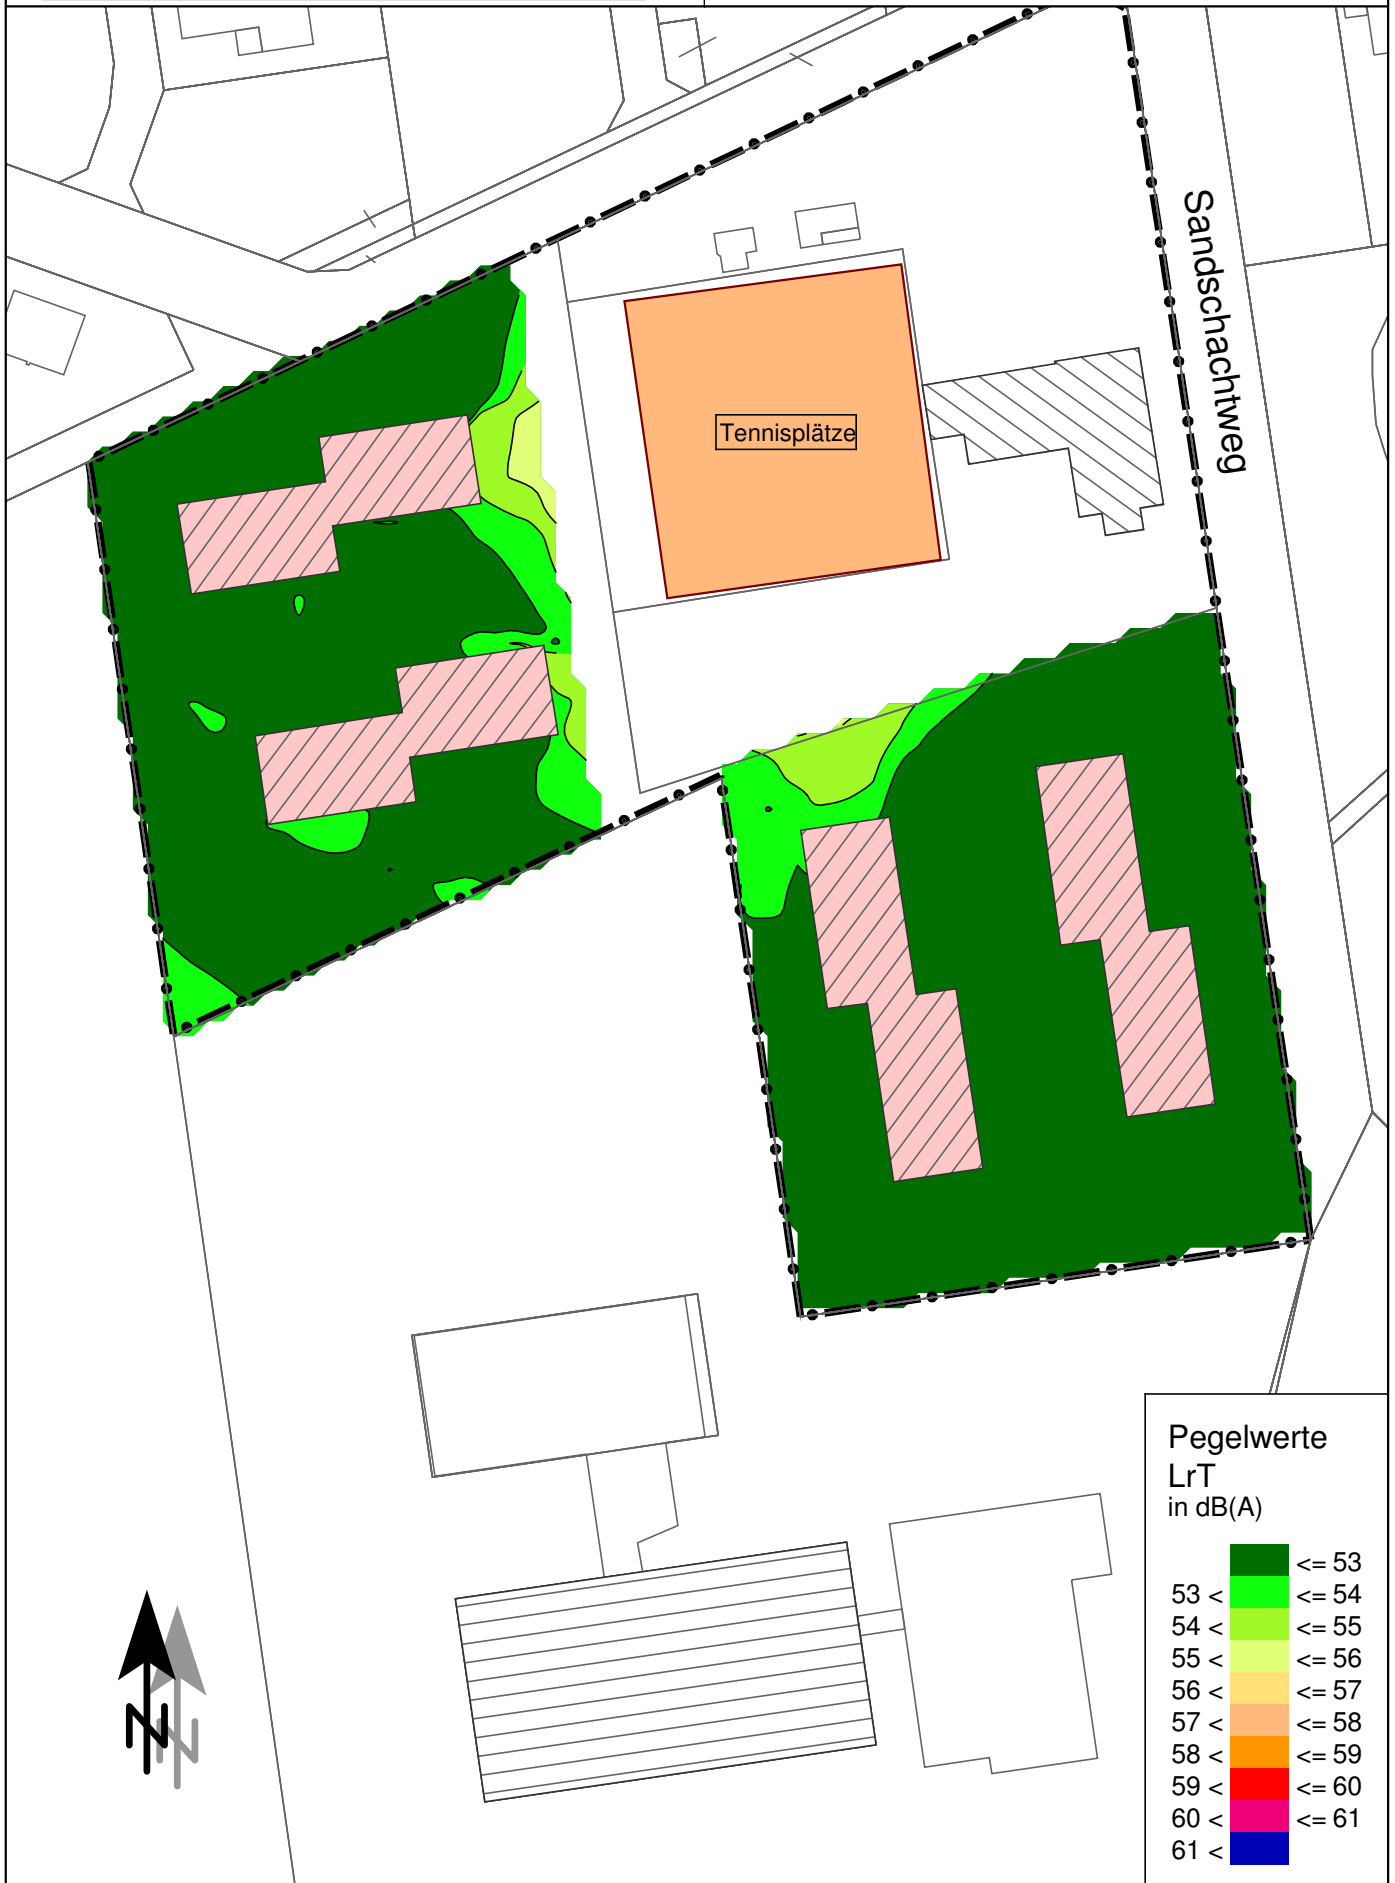 Sandschachtweg
Tennisplätze
Pegelwerte
LrT
in dB(A)
<= 53
53 < <= 54
54 < <= 55
55 < <= 56
56 < <= 57
57 < <= 58
58 < <= 59
59 < <= 60
60 < <= 61
61 <
N
N